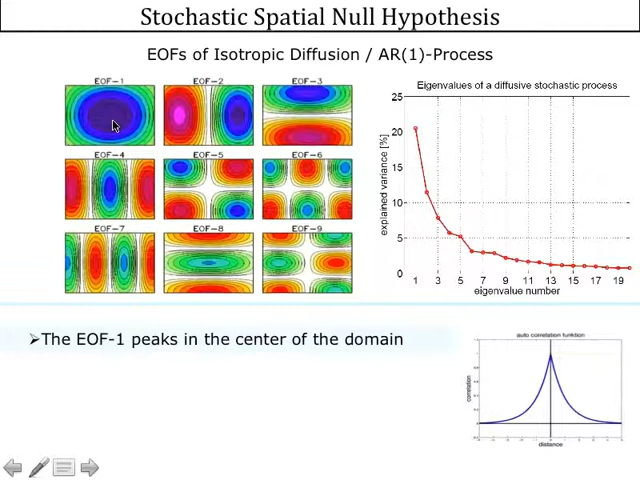 Stochastic Spatial Null Hypothesis
EOFs of Isotropic Diffusion / AR(1)-Process
EOF-1 EOF-2 EOF-3
EOF-4 EOF-5 EOF-6
EOF-7 EOF-8 EOF-9
Eigenvalues of a diffusive stochastic process
explained variance [%]
25
20
15
10
5
0
1 3 5 7 9 11 13 15 17 19
eigenvalue number
➢The EOF-1 peaks in the center of the domain
auto correlation funktion
correlation
distance